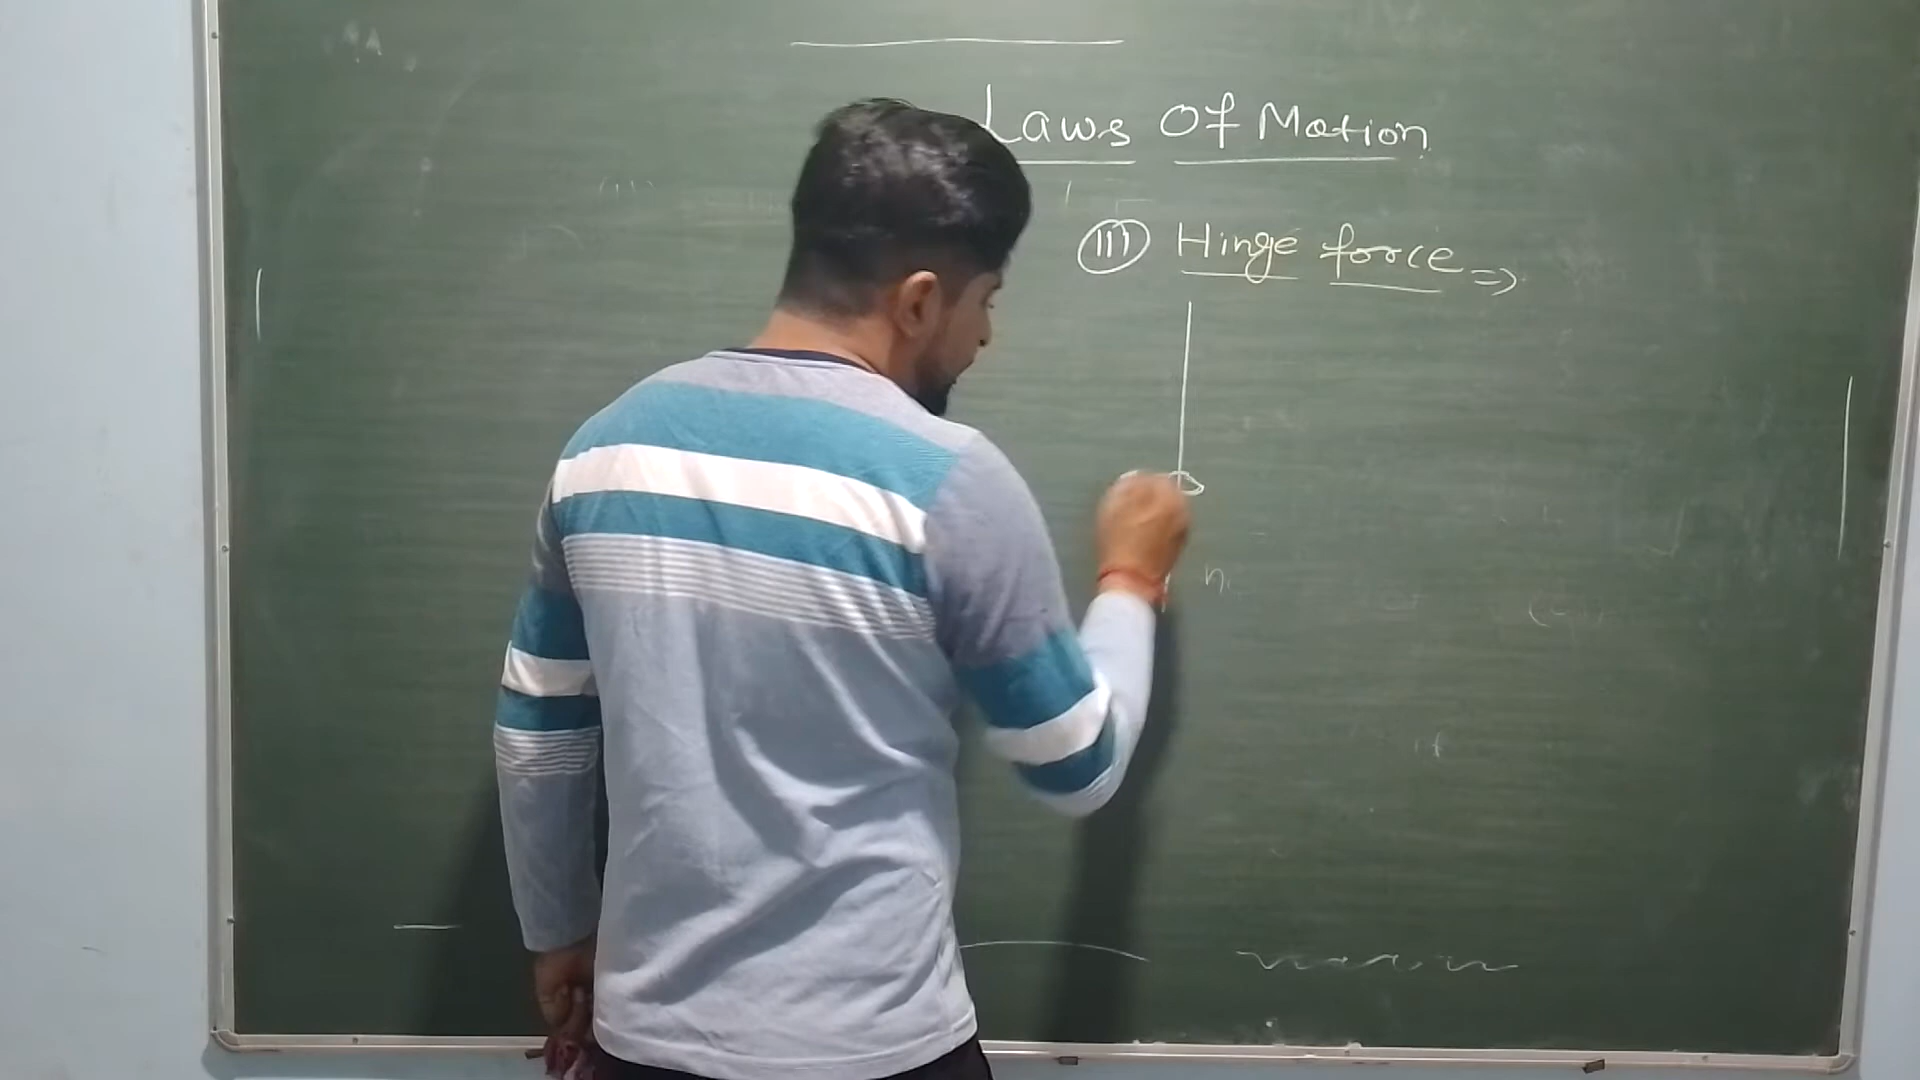 Laws Of Motion
(iii) Hinge force =>